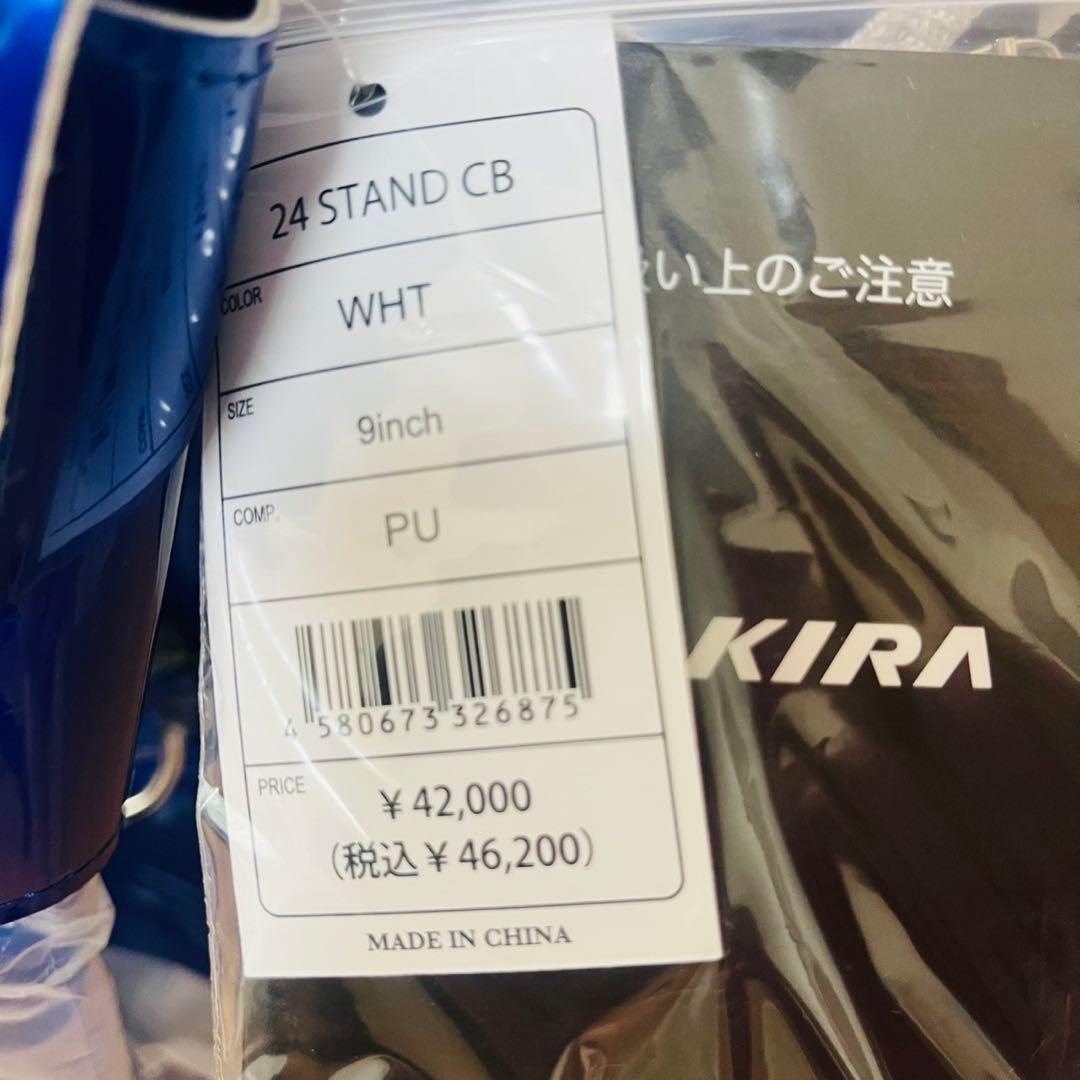 24 STAND CB
COLOR
WHT
SIZE
9inch
COMP.
PU
4 580673 326875
PRICE
¥ 42,000
(税込 ¥ 46,200)
MADE IN CHINA
い上のご注意
KIRA